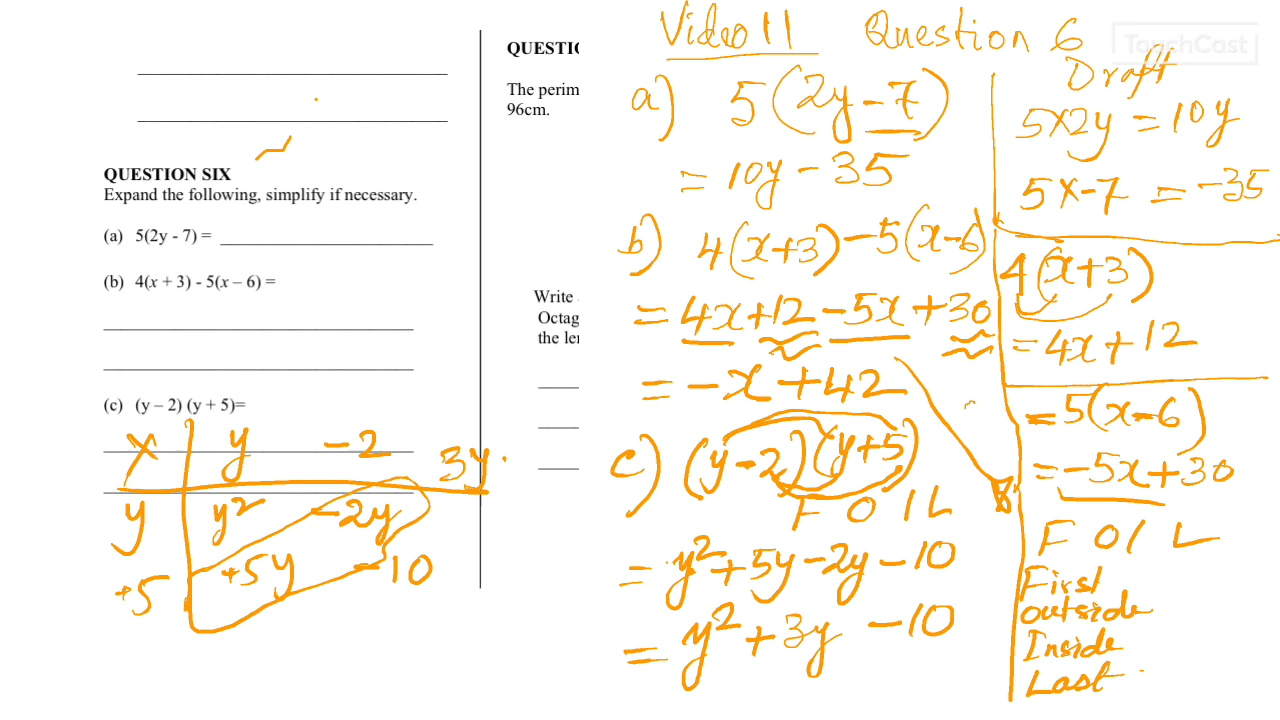 QUESTION SIX
Expand the following, simplify if necessary.
(a) 5(2y - 7) =
(b) 4(x + 3) - 5(x – 6) =
(c) (y – 2) (y + 5)=
x y -2 3y
y y² -2y
+5 +5y -10
QUESTIO
The perim
96cm.
Write
Octag
the le
Video 11 Question 6
TouchCast
a) 5(2y - 7)
= 10y - 35
b) 4(x+3) - 5(x-6)
= 4x + 12 - 5x + 30
= -x + 42
c) (y-2)(y+5)
F O I L
= y² + 5y - 2y - 10
= y² + 3y - 10
Draft
5x2y = 10y
5x-7 = -35
4(x+3)
= 4x + 12
= 5(x-6)
= -5x + 30
F O I L
First
outside
Inside
Last